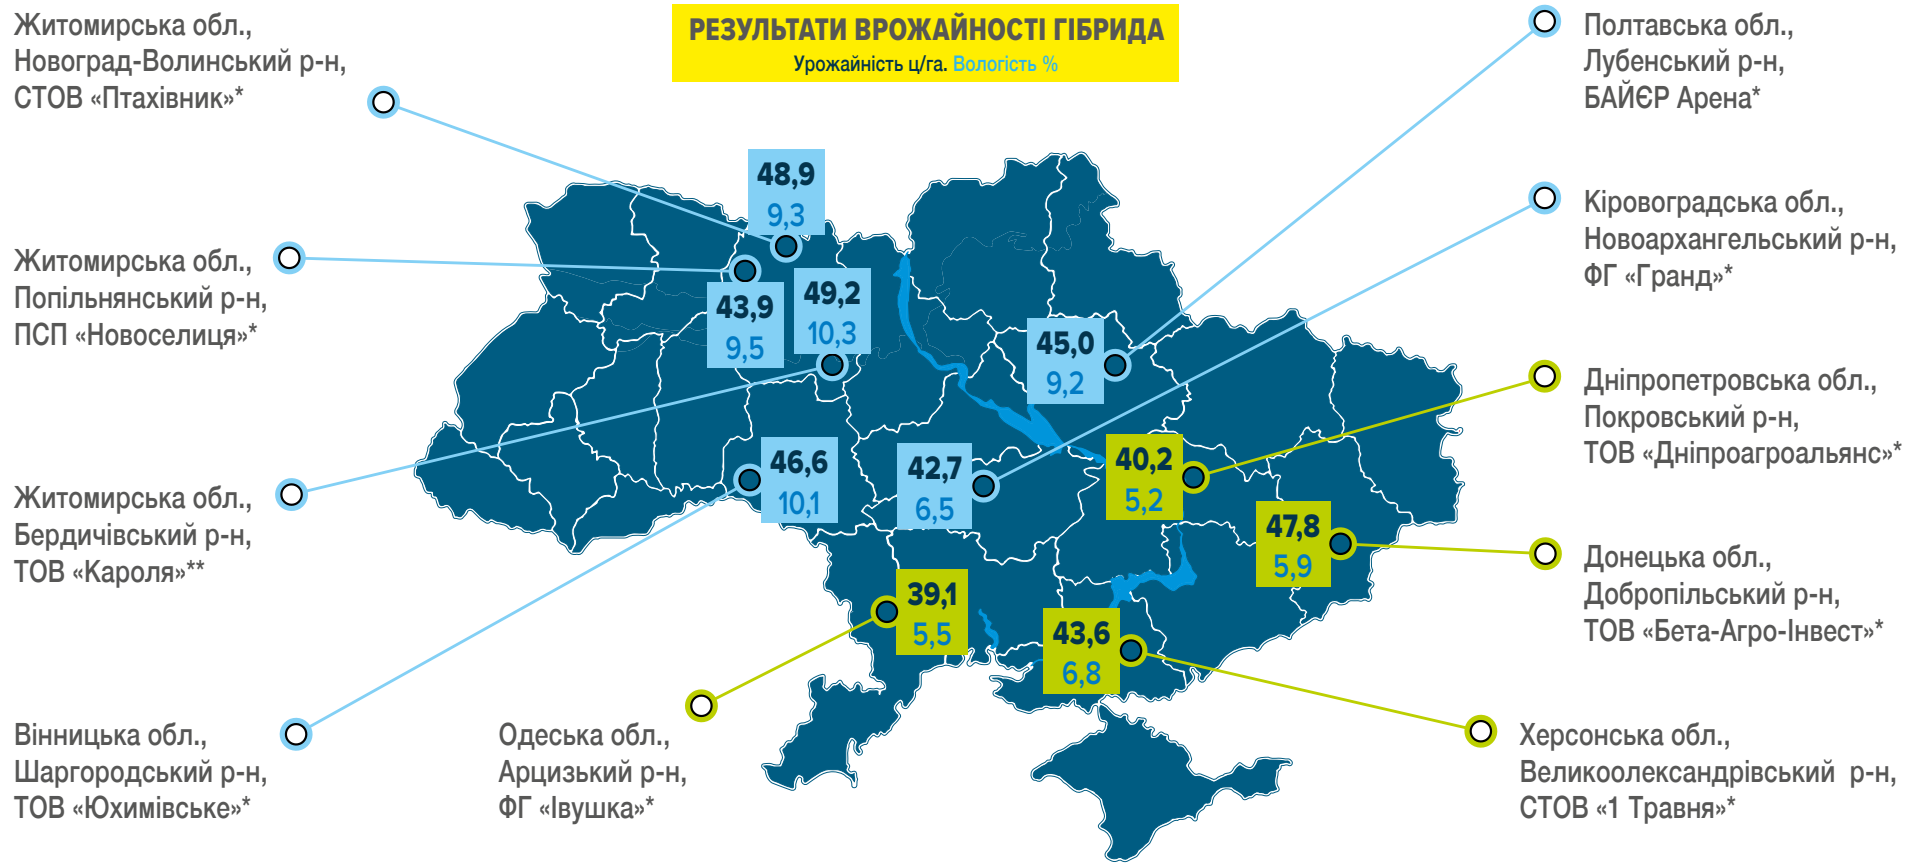 РЕЗУЛЬТАТИ ВРОЖАЙНОСТІ ГІБРИДА
Урожайність ц/га. Вологість %
Житомирська обл.,
Новоград-Волинський р-н,
СТОВ «Птахівник»*
Житомирська обл.,
Попільнянський р-н,
ПСП «Новоселиця»*
Житомирська обл.,
Бердичівський р-н,
ТОВ «Кароля»**
Вінницька обл.,
Шаргородський р-н,
ТОВ «Юхимівське»*
Одеська обл.,
Арцизький р-н,
ФГ «Івушка»*
48,9
9,3
43,9
9,5
49,2
10,3
45,0
9,2
46,6
10,1
42,7
6,5
40,2
5,2
47,8
5,9
39,1
5,5
43,6
6,8
Полтавська обл.,
Лубенський р-н,
БАЙЄР Арена*
Кіровоградська обл.,
Новоархангельський р-н,
ФГ «Гранд»*
Дніпропетровська обл.,
Покровський р-н,
ТОВ «Дніпроагроальянс»*
Донецька обл.,
Добропільський р-н,
ТОВ «Бета-Агро-Інвест»*
Херсонська обл.,
Великоолександрівський р-н,
СТОВ «1 Травня»*